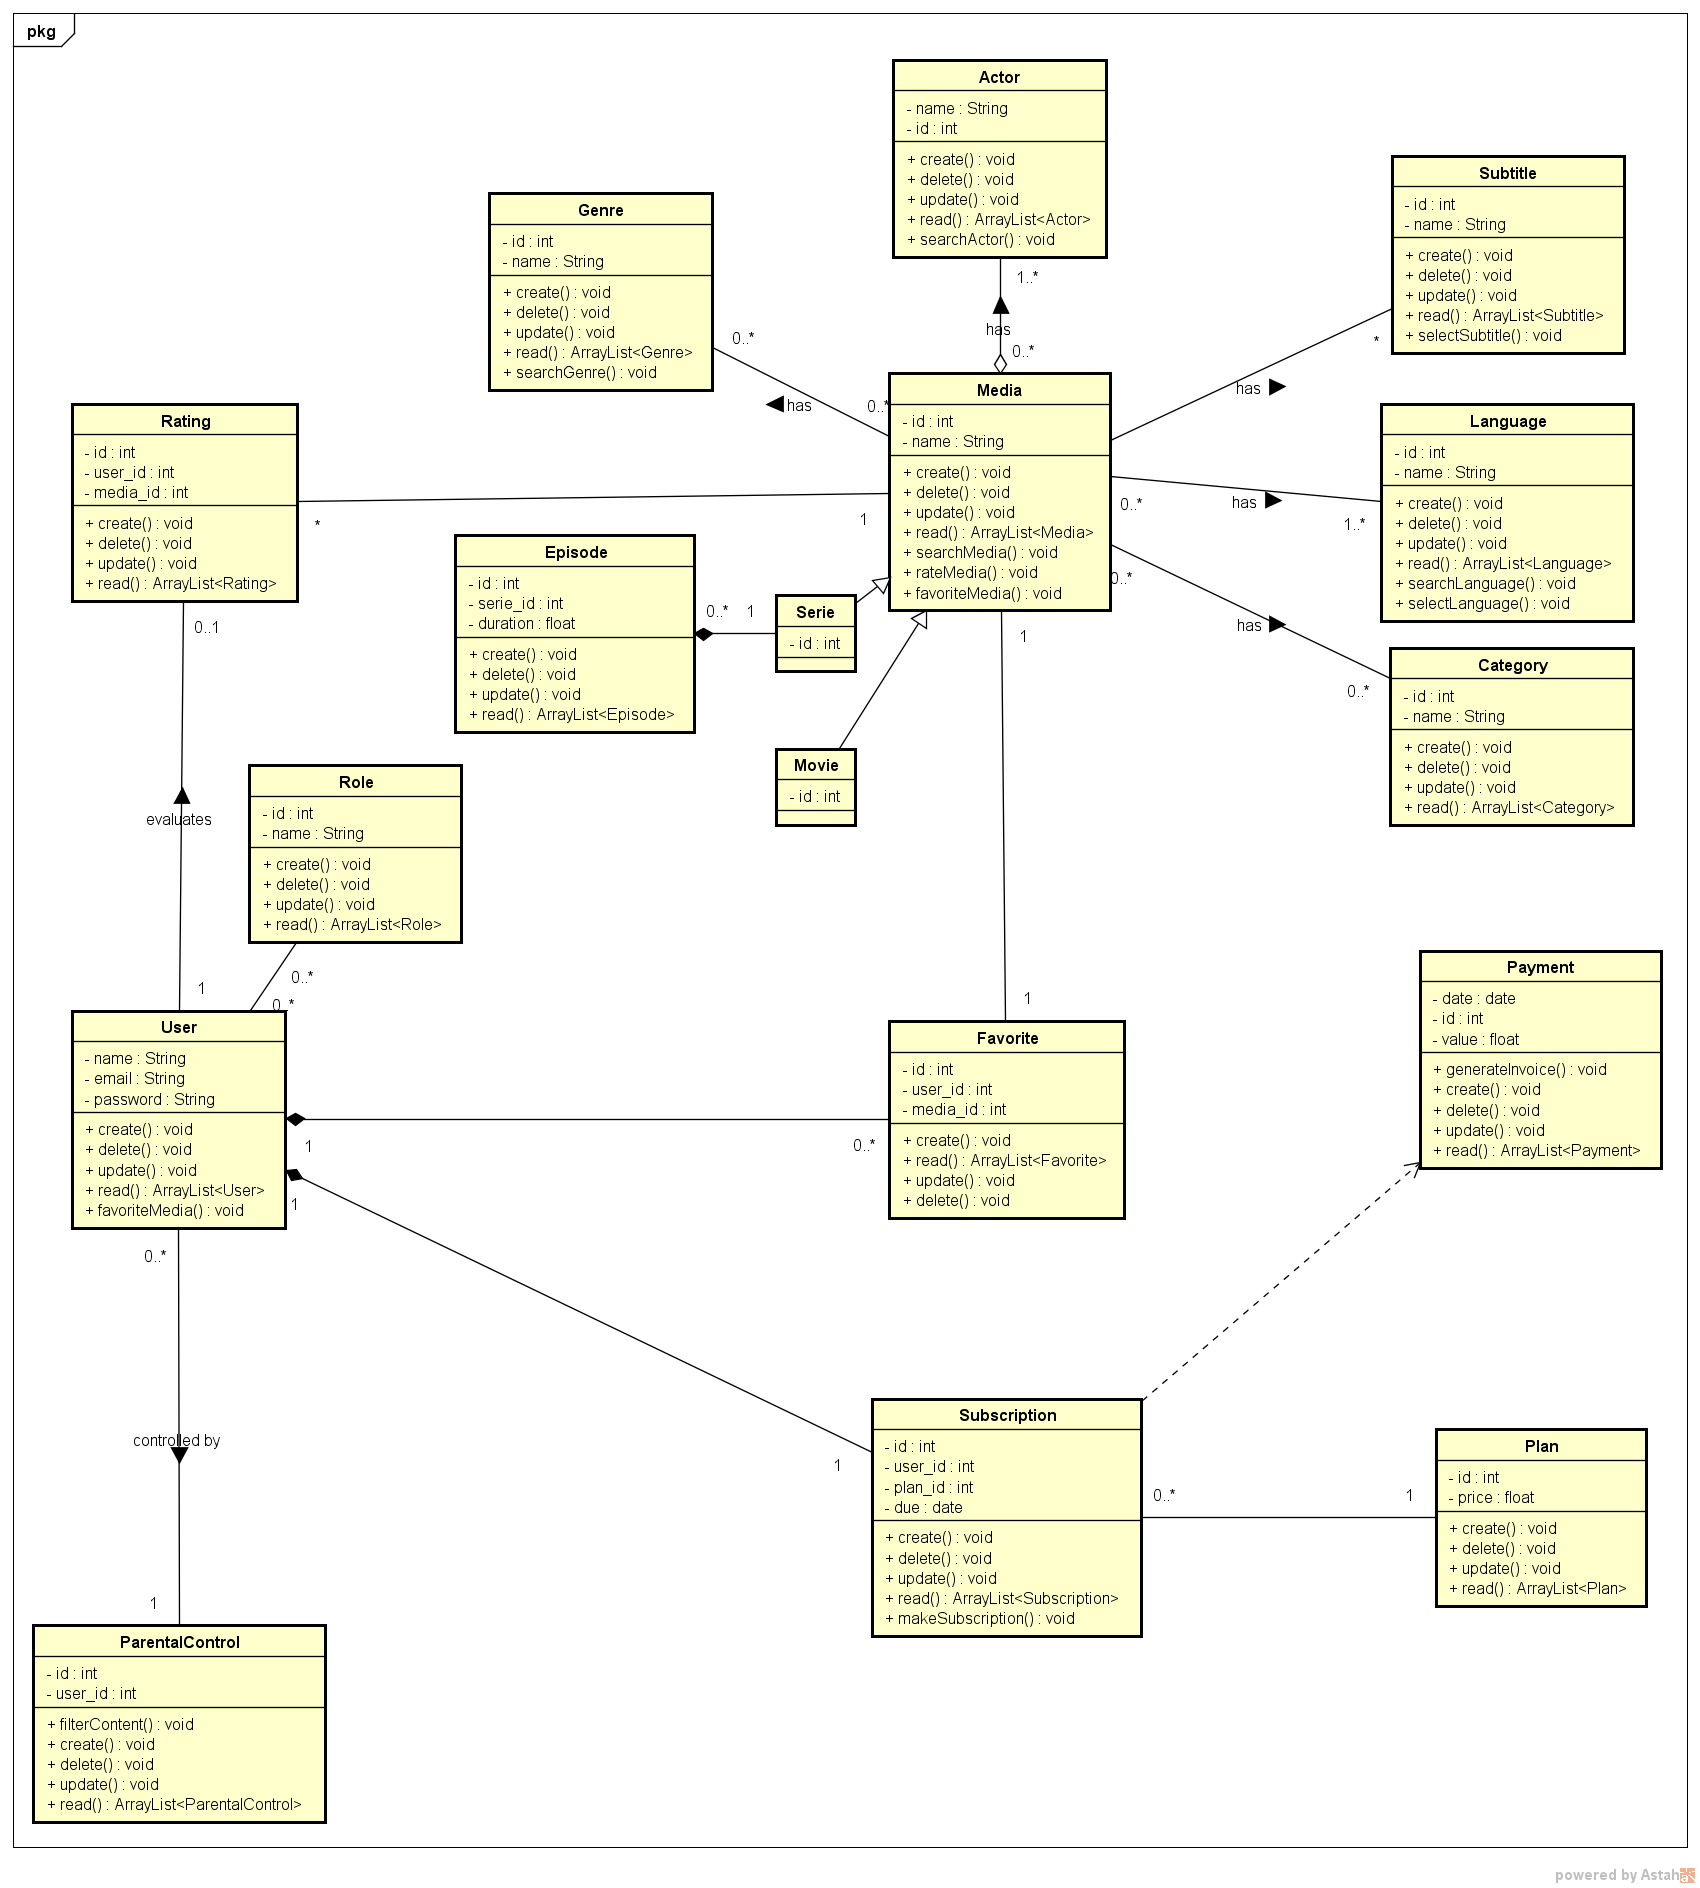 pkg
Actor
- name : String
- id : int
+ create() : void
+ delete() : void
+ update() : void
+ read() : ArrayList<Actor>
+ searchActor() : void
1..*
has
0..*
Subtitle
- id : int
- name : String
+ create() : void
+ delete() : void
+ update() : void
+ read() : ArrayList<Subtitle>
+ selectSubtitle() : void
*
has
Genre
- id : int
- name : String
+ create() : void
+ delete() : void
+ update() : void
+ read() : ArrayList<Genre>
+ searchGenre() : void
0..*
has
0..*
Media
- id : int
- name : String
+ create() : void
+ delete() : void
+ update() : void
+ read() : ArrayList<Media>
+ searchMedia() : void
+ rateMedia() : void
+ favoriteMedia() : void
Language
- id : int
- name : String
+ create() : void
+ delete() : void
+ update() : void
+ read() : ArrayList<Language>
+ searchLanguage() : void
+ selectLanguage() : void
0..*
has
1..*
Rating
- id : int
- user_id : int
- media_id : int
+ create() : void
+ delete() : void
+ update() : void
+ read() : ArrayList<Rating>
*
1
0..1
Episode
- id : int
- serie_id : int
- duration : float
+ create() : void
+ delete() : void
+ update() : void
+ read() : ArrayList<Episode>
0..*
1
Serie
- id : int
0..*
has
0..*
Category
- id : int
- name : String
+ create() : void
+ delete() : void
+ update() : void
+ read() : ArrayList<Category>
1
Movie
- id : int
evaluates
Role
- id : int
- name : String
+ create() : void
+ delete() : void
+ update() : void
+ read() : ArrayList<Role>
0..*
0..*
1
1
User
- name : String
- email : String
- password : String
+ create() : void
+ delete() : void
+ update() : void
+ read() : ArrayList<User>
+ favoriteMedia() : void
1
0..*
1
Favorite
- id : int
- user_id : int
- media_id : int
+ create() : void
+ read() : ArrayList<Favorite>
+ update() : void
+ delete() : void
Payment
- date : date
- id : int
- value : float
+ generateInvoice() : void
+ create() : void
+ delete() : void
+ update() : void
+ read() : ArrayList<Payment>
0..*
controlled by
1
1
Subscription
- id : int
- user_id : int
- plan_id : int
- due : date
+ create() : void
+ delete() : void
+ update() : void
+ read() : ArrayList<Subscription>
+ makeSubscription() : void
0..*
1
Plan
- id : int
- price : float
+ create() : void
+ delete() : void
+ update() : void
+ read() : ArrayList<Plan>
ParentalControl
- id : int
- user_id : int
+ filterContent() : void
+ create() : void
+ delete() : void
+ update() : void
+ read() : ArrayList<ParentalControl>
powered by Astah